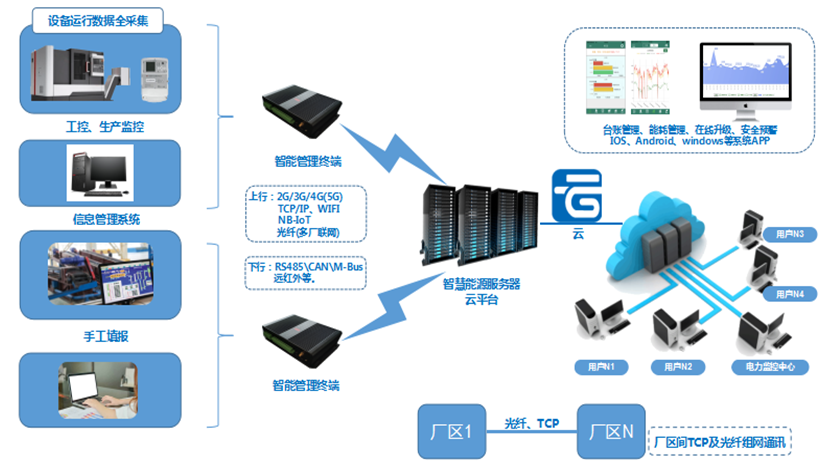 设备运行数据全采集
工控、生产监控
信息管理系统
手工填报
智能管理终端
上行：2G/3G/4G(5G)
TCP/IP、WIFI
NB-IoT
光纤(多厂联网)
下行：RS485\CAN\M-Bus
远红外等。
智能管理终端
智慧能源服务器
云平台
云
台账管理、能耗管理、在线升级、安全预警
IOS、Android、windows等系统APP
用户N3
用户N4
用户N1
用户N2
电力监控中心
厂区1
光纤、TCP
厂区N
厂区间TCP及光纤组网通讯